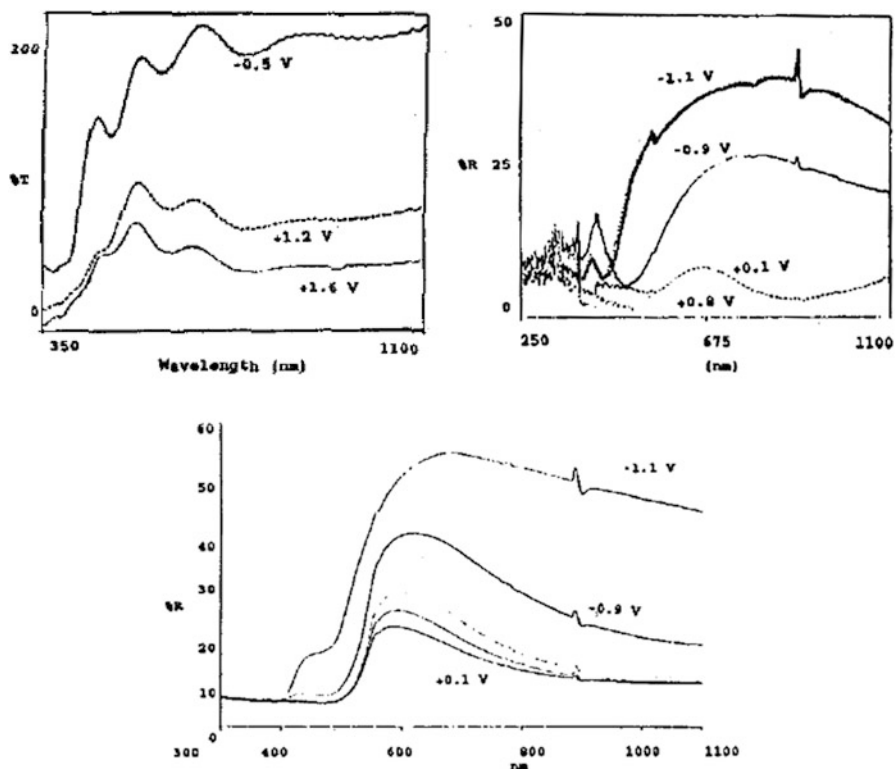 200
%T
0
-0.5 V
+1.2 V
+1.6 V
350
1100
Wavelength (nm)
50
%R
25
0
-1.1 V
-0.9 V
+0.1 V
+0.8 V
250
675
1100
(nm)
60
50
40
30
20
10
0
%R
-1.1 V
-0.9 V
+0.1 V
300
400
600
800
1000
1100
nm